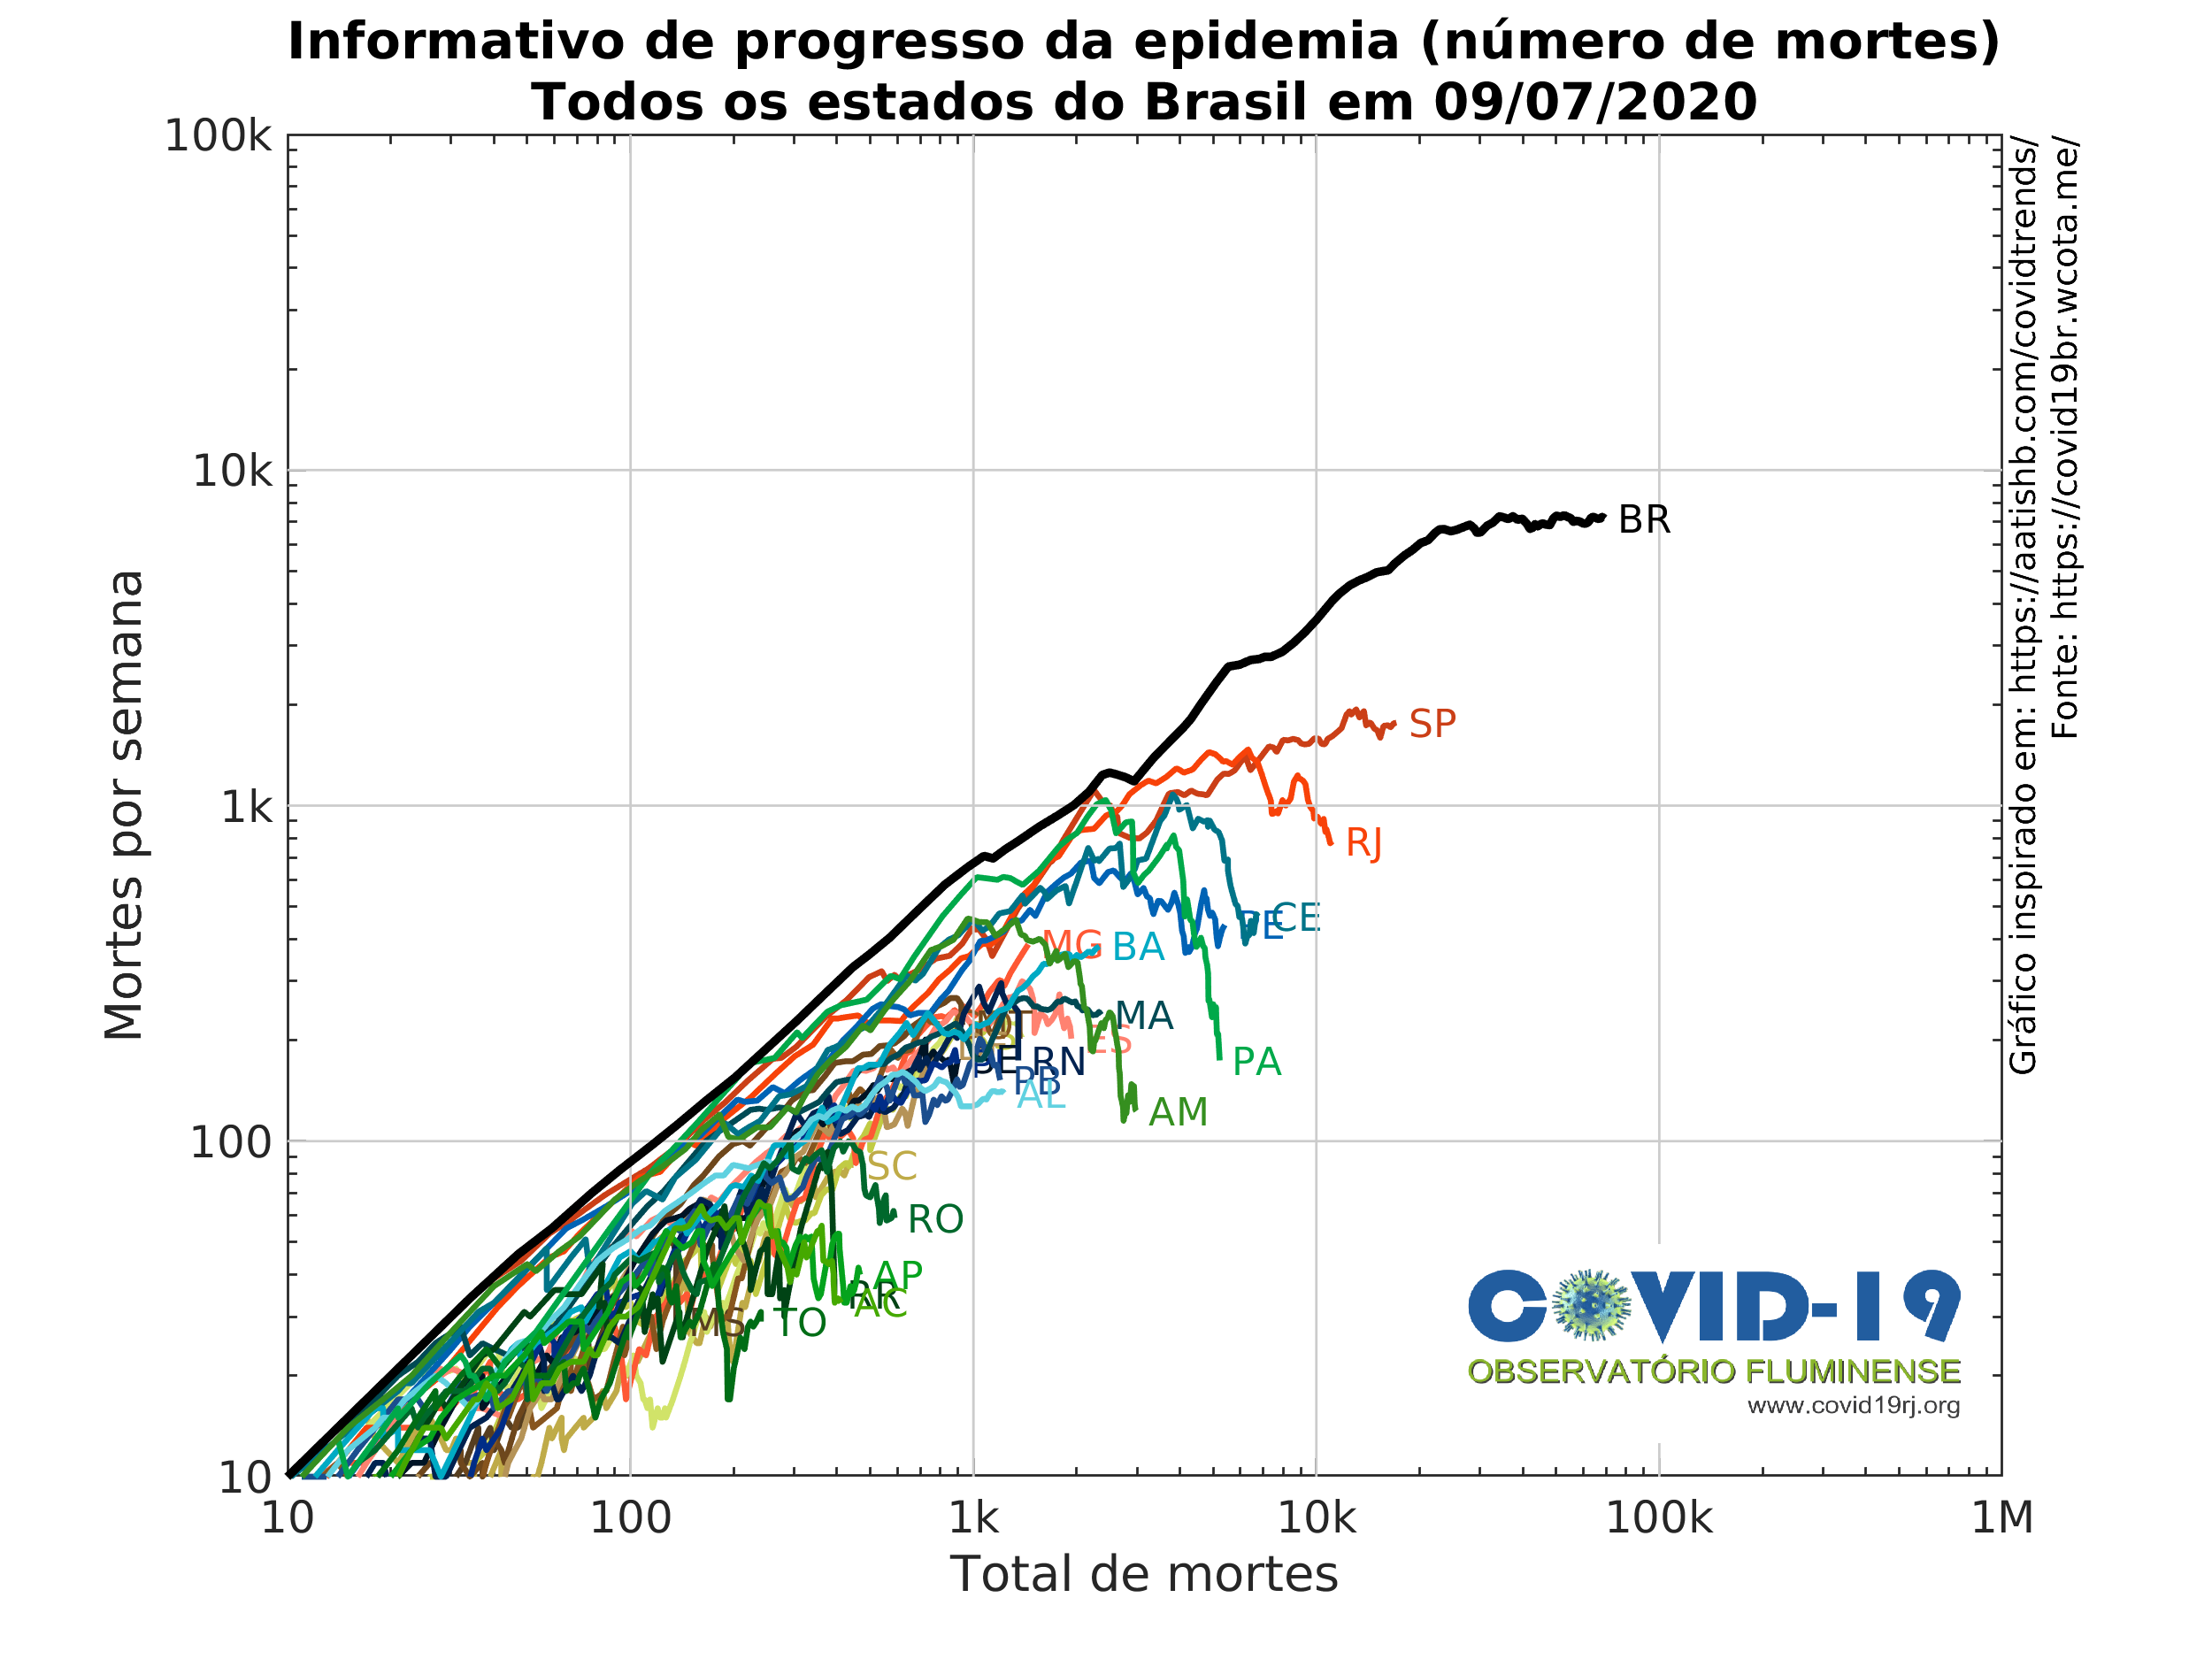 Informativo de progresso da epidemia (número de mortes)
Todos os estados do Brasil em 09/07/2020
100k
10k
1k
100
10
Mortes por semana
10
100
1k
10k
100k
1M
Total de mortes
BR
SP
RJ
CE
MG
BA
MA
ES
RN
PB
AL
PA
AM
SC
RO
AP
RR
AC
MS
TO
Gráfico inspirado em: https://aatishb.com/covidtrends/
Fonte: https://covid19br.wcota.me/
COVID-19
OBSERVATÓRIO FLUMINENSE
www.covid19rj.org